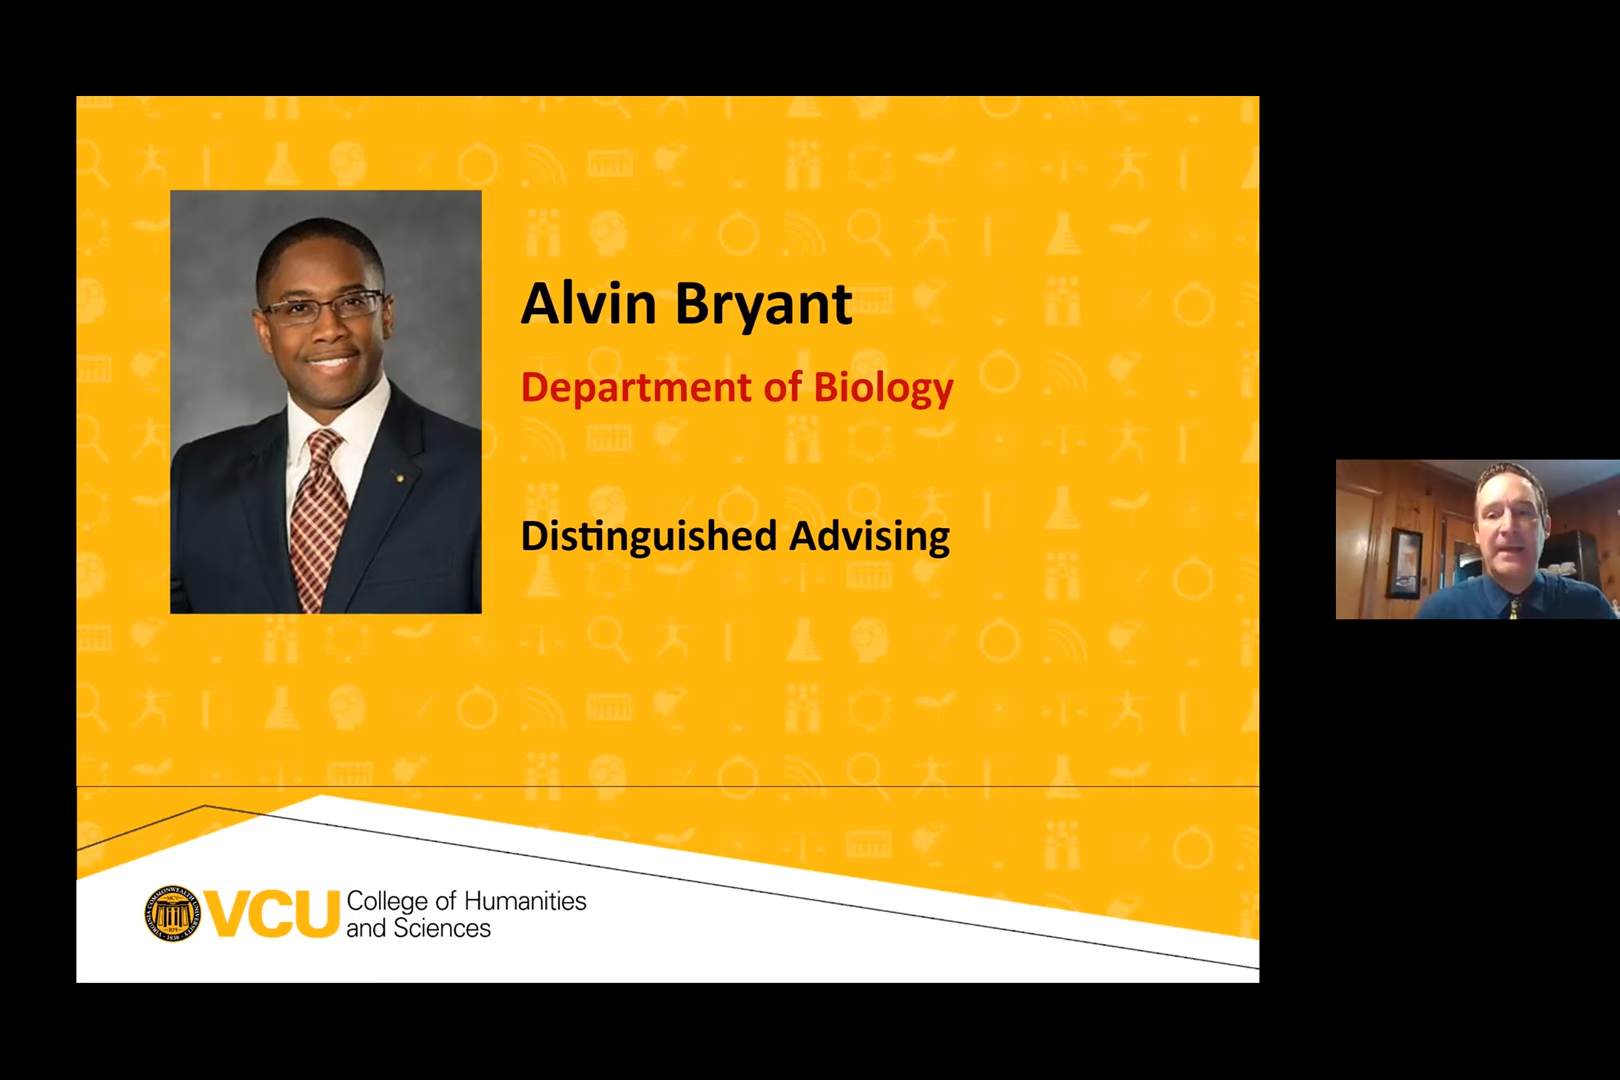 Alvin Bryant
Department of Biology
Distinguished Advising
VCU College of Humanities
and Sciences